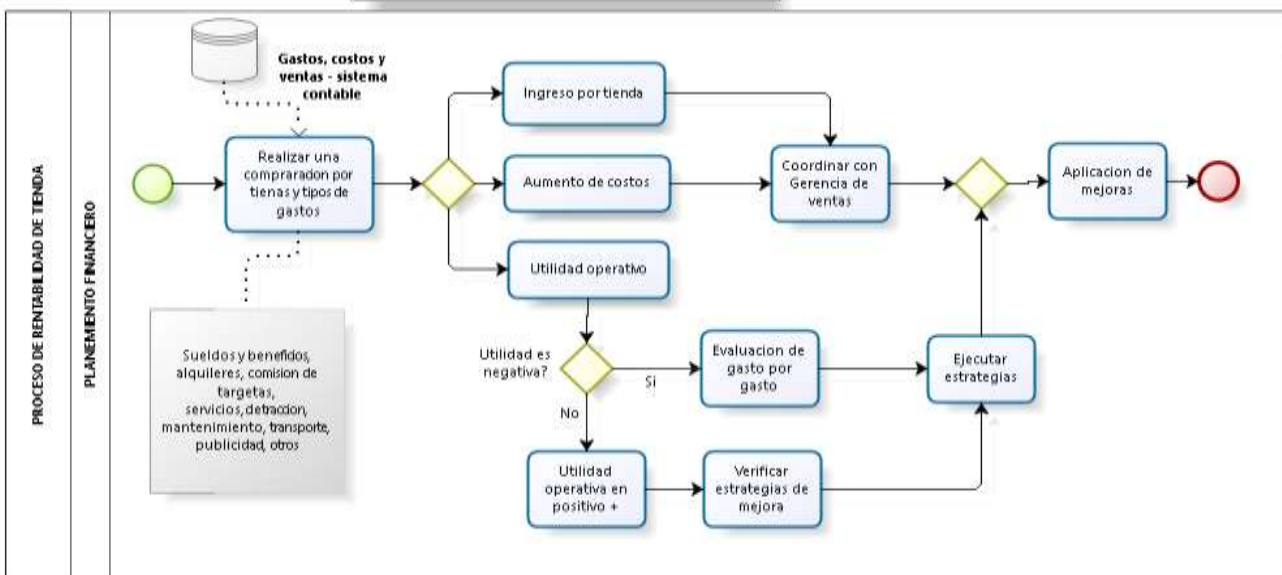 PROCESO DE RENTABILIDAD DE TIENDA
PLANEMIENTO FINANCIERO
Gastos, costos y
ventas - sistema
contable
Realizar una
compraradon por
tienas y tipos de
gastos
Sueldos y benefidos,
alquileres, comision de
targetas,
servicios, detracdon,
mantenimiento, transporte,
publicidad, otros
Ingreso por tienda
Aumento de costos
Utilidad operativo
Coordinar con
Gerencia de
ventas
Aplicacion de
mejoras
Utilidad es
negativa?
Si
No
Evaluacion de
gasto por
gasto
Ejecutar
estrategias
Utilidad
operativa en
positivo +
Verificar
estrategias de
mejora